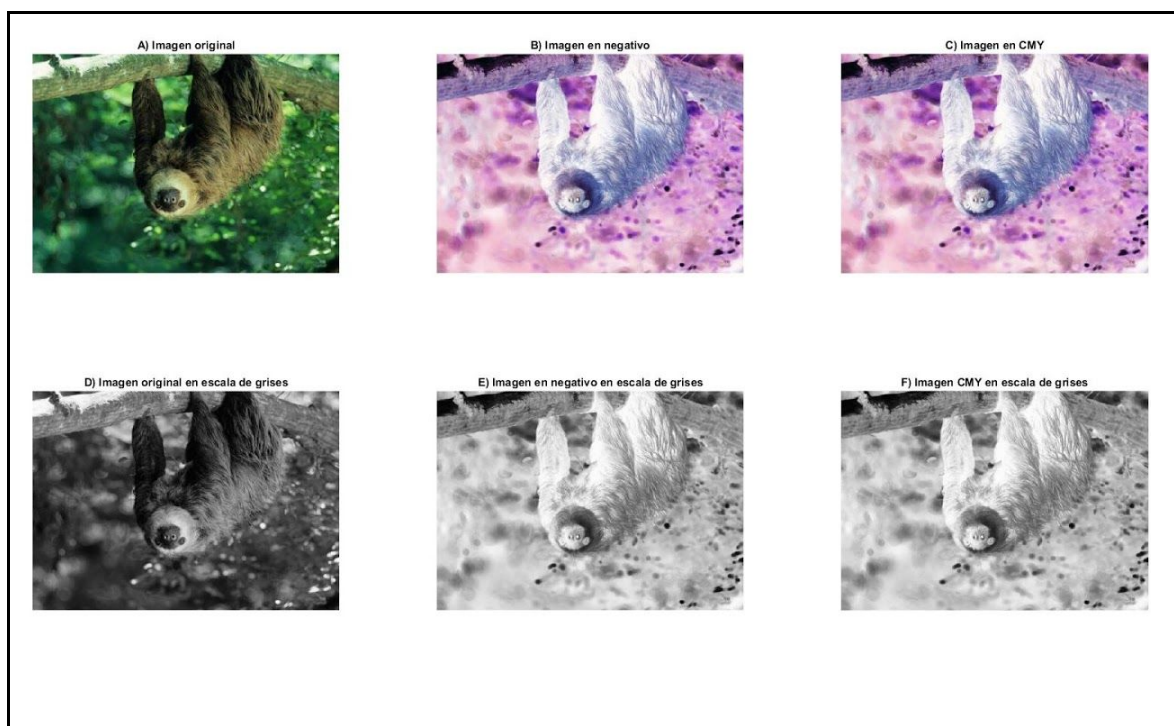 A) Imagen original
B) Imagen en negativo
C) Imagen en CMY
D) Imagen original en escala de grises
E) Imagen en negativo en escala de grises
F) Imagen CMY en escala de grises